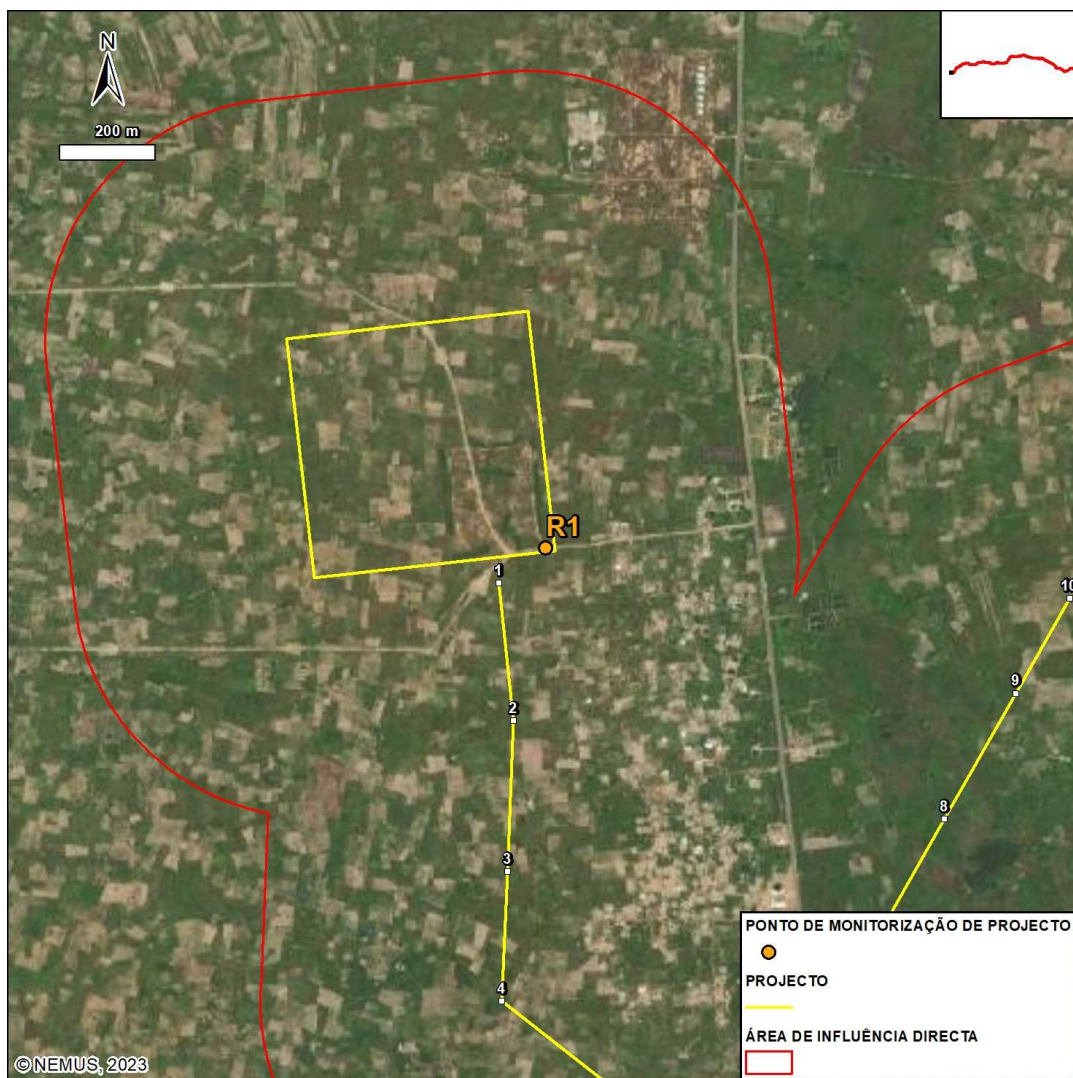 N
200 m
R1
1
10
9
2
8
3
4
PONTO DE MONITORIZAÇÃO DE PROJECTO
PROJECTO
ÁREA DE INFLUÊNCIA DIRECTA
© NEMUS, 2023